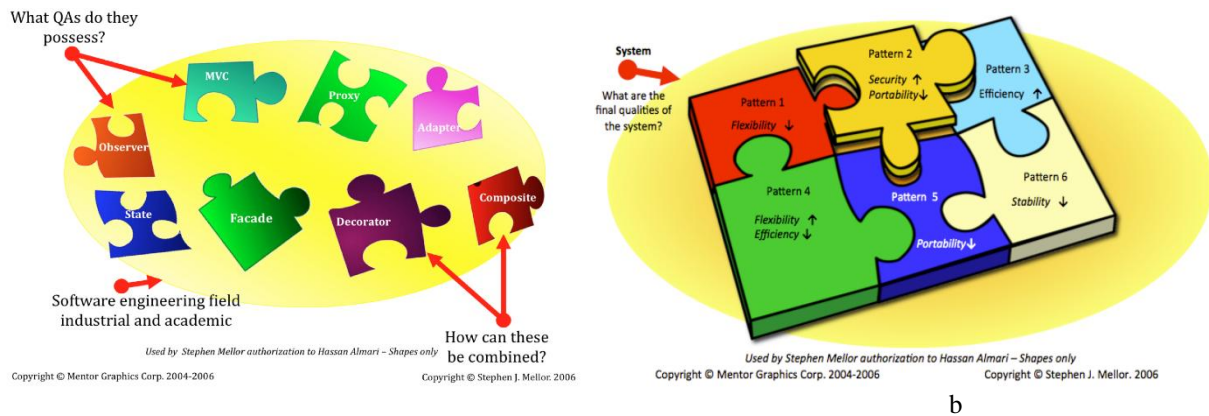 What QAs do they
possess?
MVC
Proxy
Adapter
Observer
State
Facade
Decorator
Composite
Software engineering field
industrial and academic
How can these
be combined?
Used by Stephen Mellor authorization to Hassan Almari – Shapes only
Copyright © Mentor Graphics Corp. 2004-2006
Copyright © Stephen J. Mellor. 2006
System
What are the
final qualities of
the system?
Pattern 1
Flexibility ↓
Pattern 2
Security ↑
Portability↓
Pattern 3
Efficiency ↑
Pattern 4
Flexibility ↑
Efficiency ↓
Pattern 5
Portability↓
Pattern 6
Stability ↓
Used by Stephen Mellor authorization to Hassan Almari – Shapes only
Copyright © Mentor Graphics Corp. 2004-2006
Copyright © Stephen J. Mellor. 2006
b